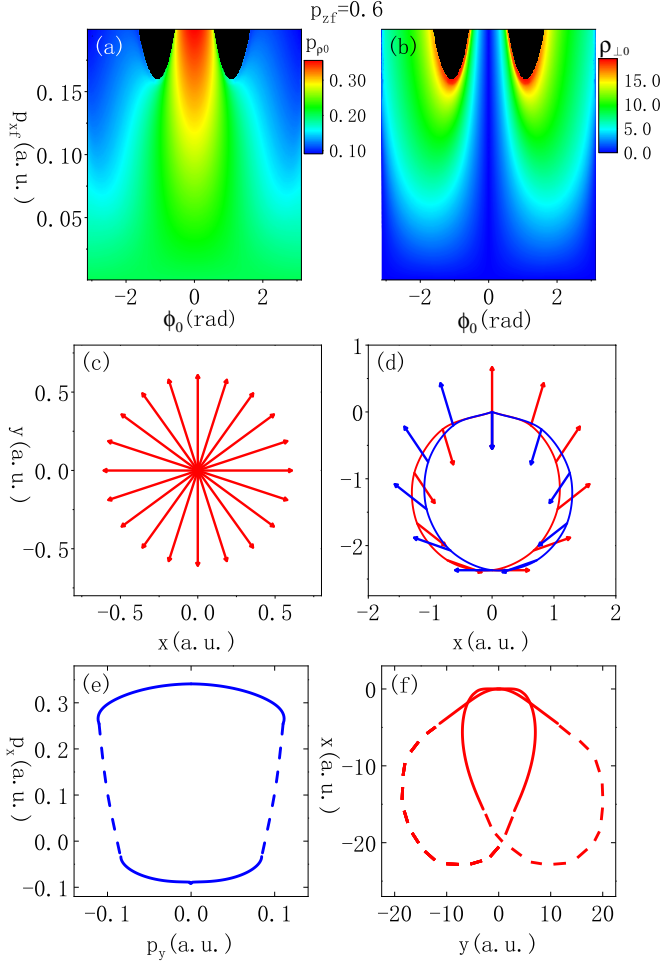 p_zf=0.6
(a)
p_ρ0
0.30
0.20
0.10
(b)
ρ_⊥0
15.0
10.0
5.0
0.0
p_xf(a.u.)
0.15
0.10
0.05
-2 0 2
ϕ_0(rad)
-2 0 2
ϕ_0(rad)
(c)
y(a.u.)
0.5
0.0
-0.5
-0.5 0.0 0.5
x(a.u.)
(d)
1
0
-1
-2
-2 -1 0 1 2
x(a.u.)
(e)
p_x(a.u.)
0.3
0.2
0.1
0.0
-0.1
-0.1 0.0 0.1
p_y(a.u.)
(f)
x(a.u.)
0
-10
-20
-20 -10 0 10 20
y(a.u.)